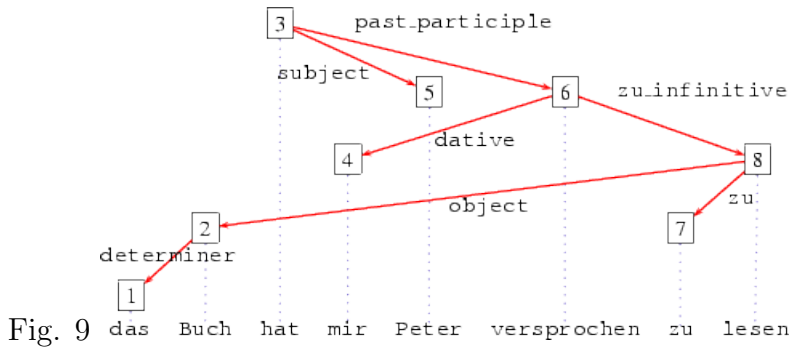 3 past_participle
subject
5 6 zu_infinitive
dative
4 8
object zu
2 7
determiner
1
Fig. 9 das Buch hat mir Peter versprochen zu lesen